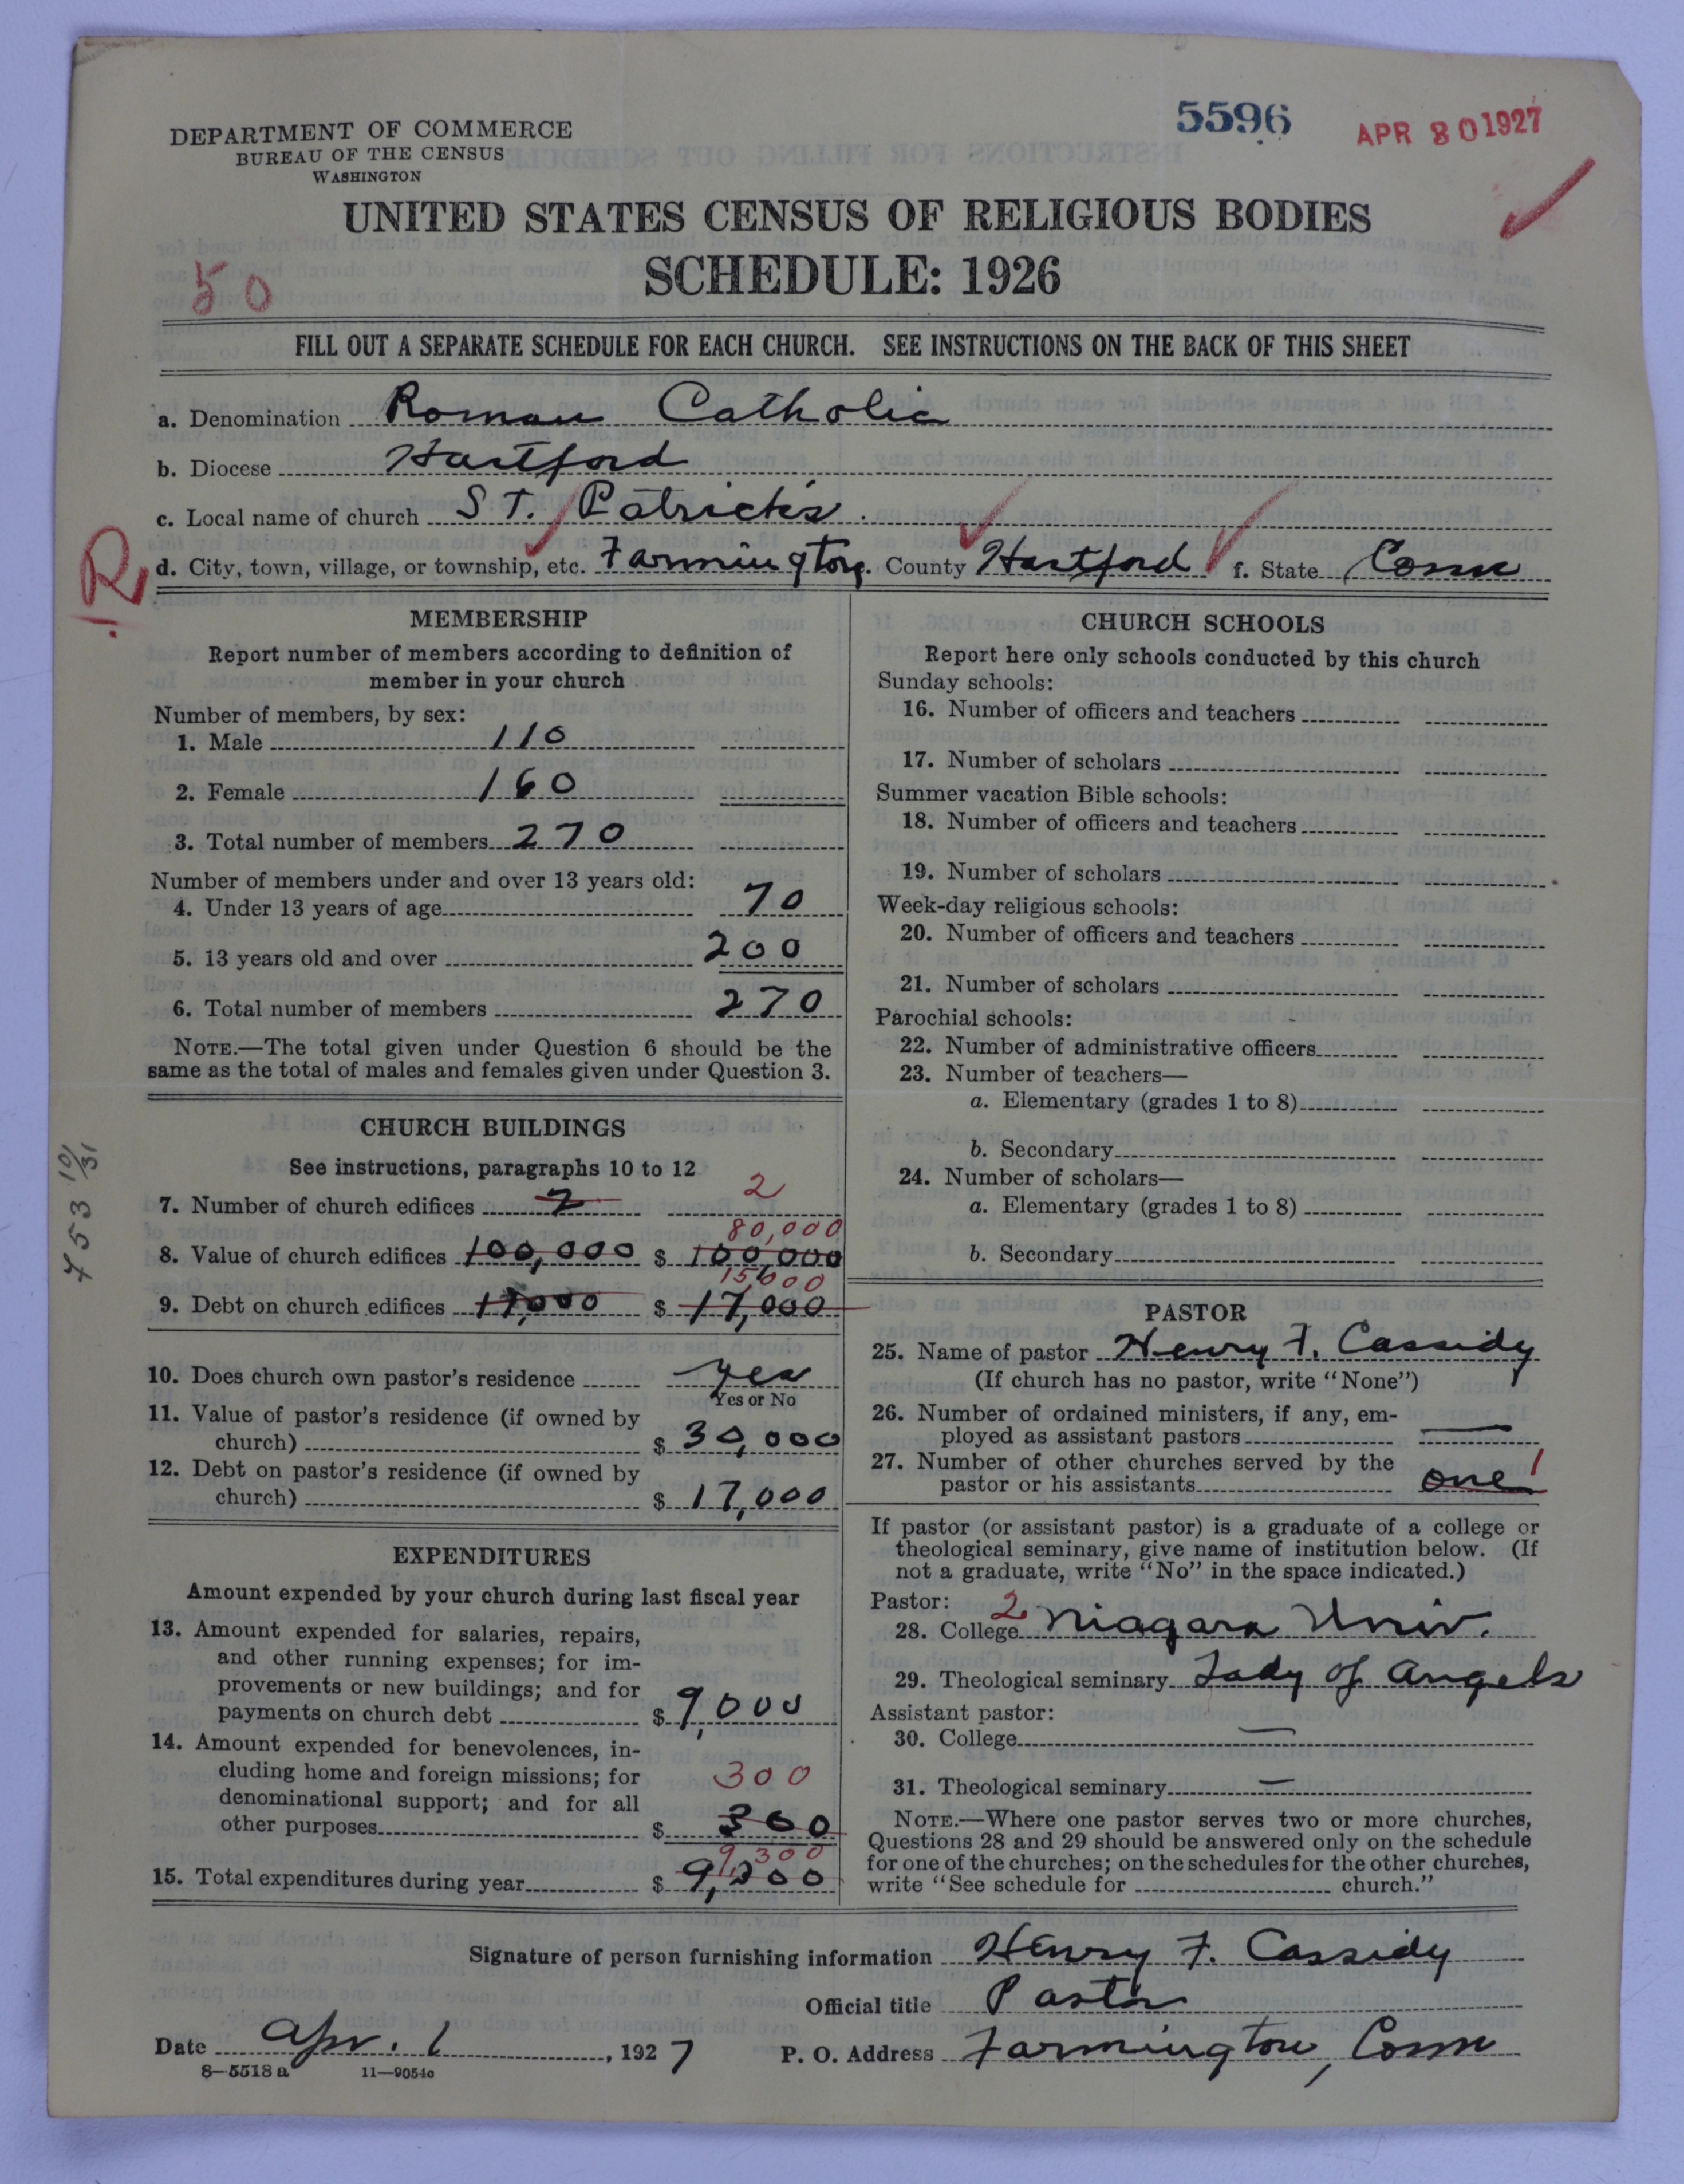 5596
APR 30 1927
DEPARTMENT OF COMMERCE
BUREAU OF THE CENSUS
WASHINGTON
UNITED STATES CENSUS OF RELIGIOUS BODIES
SCHEDULE: 1926
50
FILL OUT A SEPARATE SCHEDULE FOR EACH CHURCH. SEE INSTRUCTIONS ON THE BACK OF THIS SHEET
a. Denomination Roman Catholic
b. Diocese Hartford
c. Local name of church ST. Patrick's
R
d. City, town, village, or township, etc. Farmington. County Hartford f. State Conn
MEMBERSHIP
Report number of members according to definition of
member in your church
Number of members, by sex:
1. Male 110
2. Female 160
3. Total number of members 270
Number of members under and over 13 years old:
4. Under 13 years of age 70
5. 13 years old and over 200
6. Total number of members 270
NOTE.—The total given under Question 6 should be the
same as the total of males and females given under Question 3.
CHURCH BUILDINGS
See instructions, paragraphs 10 to 12
7. Number of church edifices 2 2
80,000
8. Value of church edifices 100,000 $ 100,000
15,000
9. Debt on church edifices 17,000 $ 17,000
10. Does church own pastor's residence yes
Yes or No
11. Value of pastor's residence (if owned by
church) $ 30,000
12. Debt on pastor's residence (if owned by
church) $ 17,000
EXPENDITURES
Amount expended by your church during last fiscal year
13. Amount expended for salaries, repairs,
and other running expenses; for im-
provements or new buildings; and for
payments on church debt $ 9,000
14. Amount expended for benevolences, in-
cluding home and foreign missions; for
300
denominational support; and for all
other purposes $ 300
9,300
15. Total expenditures during year $ 9,200
CHURCH SCHOOLS
Report here only schools conducted by this church
Sunday schools:
16. Number of officers and teachers
17. Number of scholars
Summer vacation Bible schools:
18. Number of officers and teachers
19. Number of scholars
Week-day religious schools:
20. Number of officers and teachers
21. Number of scholars
Parochial schools:
22. Number of administrative officers
23. Number of teachers—
a. Elementary (grades 1 to 8)
b. Secondary
24. Number of scholars—
a. Elementary (grades 1 to 8)
b. Secondary
PASTOR
25. Name of pastor Henry F. Cassidy
(If church has no pastor, write "None")
26. Number of ordained ministers, if any, em-
ployed as assistant pastors —
27. Number of other churches served by the
pastor or his assistants one 1
If pastor (or assistant pastor) is a graduate of a college or
theological seminary, give name of institution below. (If
not a graduate, write "No" in the space indicated.)
Pastor:
28. College 2 Niagara Univ.
29. Theological seminary Lady of Angels
Assistant pastor:
30. College —
31. Theological seminary —
NOTE.—Where one pastor serves two or more churches,
Questions 28 and 29 should be answered only on the schedule
for one of the churches; on the schedules for the other churches,
write "See schedule for church."
Signature of person furnishing information Henry F. Cassidy
Official title Pastor
Date Apr. 1, 1927 P. O. Address Farmington, Conn
8—5518 a 11—9054c